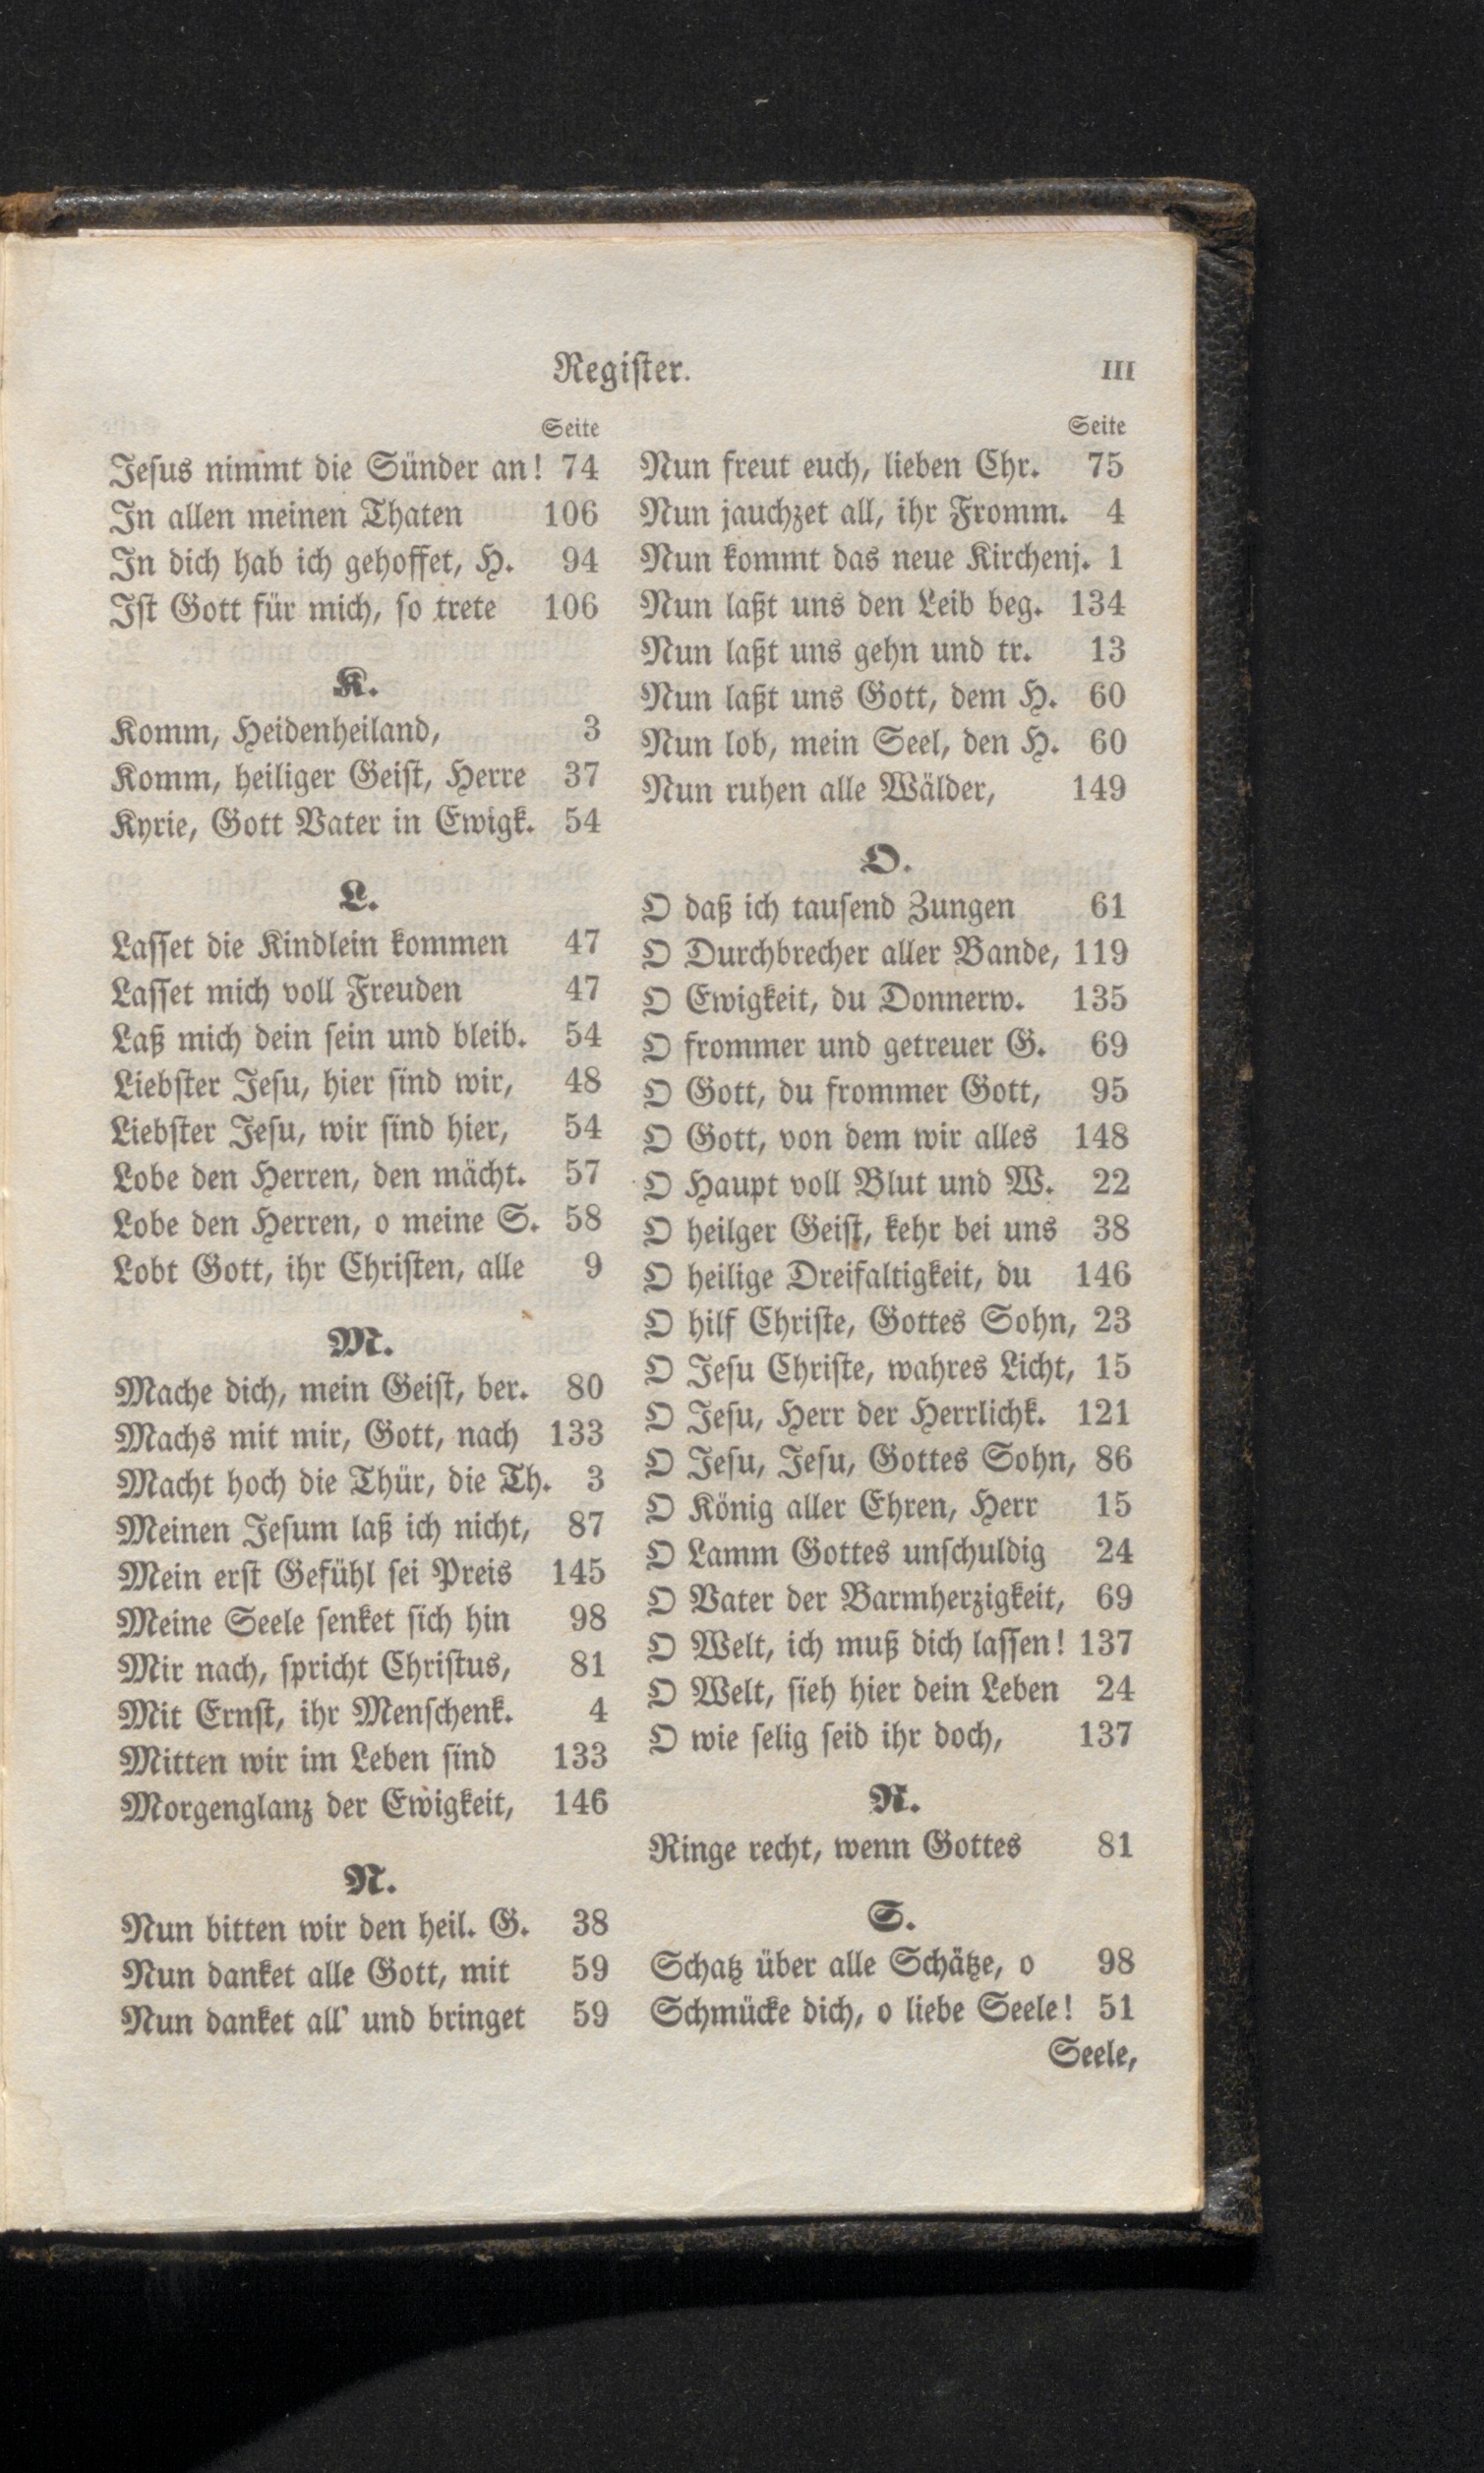 Register. III
Seite
Jesus nimmt die Sünder an! 74
In allen meinen Thaten 106
In dich hab ich gehoffet, H. 94
Ist Gott für mich, so trete 106
K.
Komm, Heidenheiland, 3
Komm, heiliger Geist, Herre 37
Kyrie, Gott Vater in Ewigk. 54
L.
Lasset die Kindlein kommen 47
Lasset mich voll Freuden 47
Laß mich dein sein und bleib. 54
Liebster Jesu, hier sind wir, 48
Liebster Jesu, wir sind hier, 54
Lobe den Herren, den mächt. 57
Lobe den Herren, o meine S. 58
Lobt Gott, ihr Christen, alle 9
M.
Mache dich, mein Geist, ber. 80
Machs mit mir, Gott, nach 133
Macht hoch die Thür, die Th. 3
Meinen Jesum laß ich nicht, 87
Mein erst Gefühl sei Preis 145
Meine Seele senket sich hin 98
Mir nach, spricht Christus, 81
Mit Ernst, ihr Menschenk. 4
Mitten wir im Leben sind 133
Morgenglanz der Ewigkeit, 146
N.
Nun bitten wir den heil. G. 38
Nun danket alle Gott, mit 59
Nun danket all' und bringet 59
Seite
Nun freut euch, lieben Chr. 75
Nun jauchzet all, ihr Fromm. 4
Nun kommt das neue Kirchenj. 1
Nun laßt uns den Leib beg. 134
Nun laßt uns gehn und tr. 13
Nun laßt uns Gott, dem H. 60
Nun lob, mein Seel, den H. 60
Nun ruhen alle Wälder, 149
O.
O daß ich tausend Zungen 61
O Durchbrecher aller Bande, 119
O Ewigkeit, du Donnerw. 135
O frommer und getreuer G. 69
O Gott, du frommer Gott, 95
O Gott, von dem wir alles 148
O Haupt voll Blut und W. 22
O heilger Geist, kehr bei uns 38
O heilige Dreifaltigkeit, du 146
O hilf Christe, Gottes Sohn, 23
O Jesu Christe, wahres Licht, 15
O Jesu, Herr der Herrlichk. 121
O Jesu, Jesu, Gottes Sohn, 86
O König aller Ehren, Herr 15
O Lamm Gottes unschuldig 24
O Vater der Barmherzigkeit, 69
O Welt, ich muß dich lassen! 137
O Welt, sieh hier dein Leben 24
O wie selig seid ihr doch, 137
R.
Ringe recht, wenn Gottes 81
S.
Schatz über alle Schätze, o 98
Schmücke dich, o liebe Seele! 51
Seele,